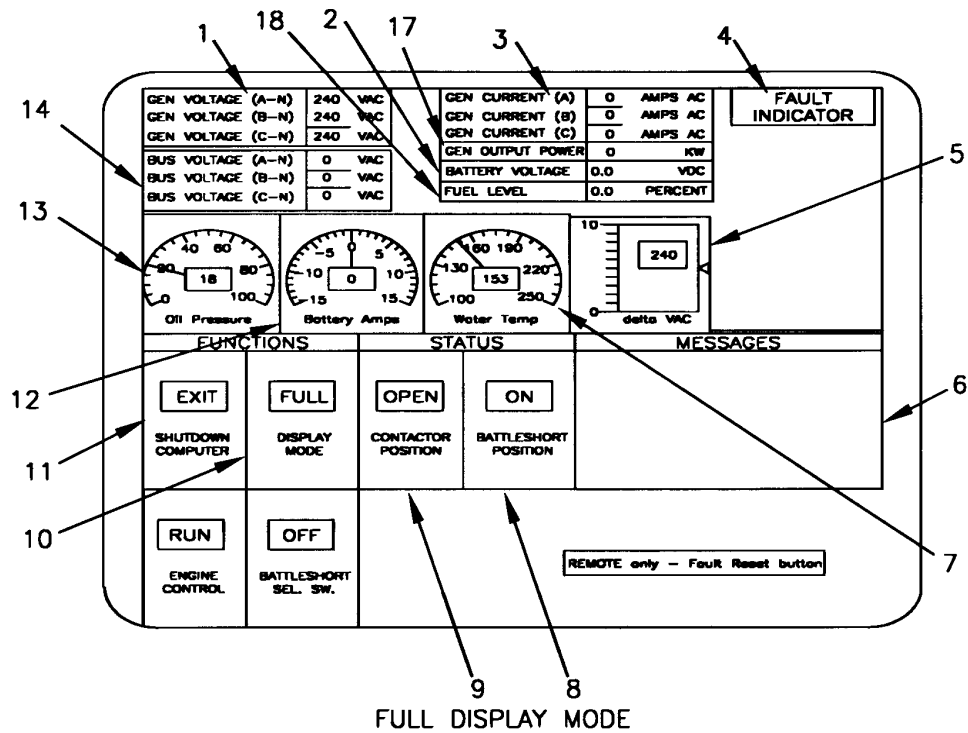 18 2 17
1 3 4
14
GEN VOLTAGE (A-N) 240 VAC
GEN VOLTAGE (B-N) 240 VAC
GEN VOLTAGE (C-N) 240 VAC
BUS VOLTAGE (A-N) 0 VAC
BUS VOLTAGE (B-N) 0 VAC
BUS VOLTAGE (C-N) 0 VAC
GEN CURRENT (A) 0 AMPS AC
GEN CURRENT (B) 0 AMPS AC
GEN CURRENT (C) 0 AMPS AC
GEN OUTPUT POWER 0 KW
BATTERY VOLTAGE 0.0 VDC
FUEL LEVEL 0.0 PERCENT
FAULT
INDICATOR
5
13
0 20 40 60 80 100
18
Oil Pressure
-15 -10 -5 0 5 10 15
0
Battery Amps
100 130 160 190 220 250
153
Water Temp
10
240
0
delta VAC
12
FUNCTIONS STATUS MESSAGES
6
EXIT FULL OPEN ON
SHUTDOWN DISPLAY CONTACTOR BATTLESHORT
COMPUTER MODE POSITION POSITION
11
10
RUN OFF
ENGINE BATTLESHORT
CONTROL SEL. SW.
REMOTE only - Fault Reset button
7
9 8
FULL DISPLAY MODE